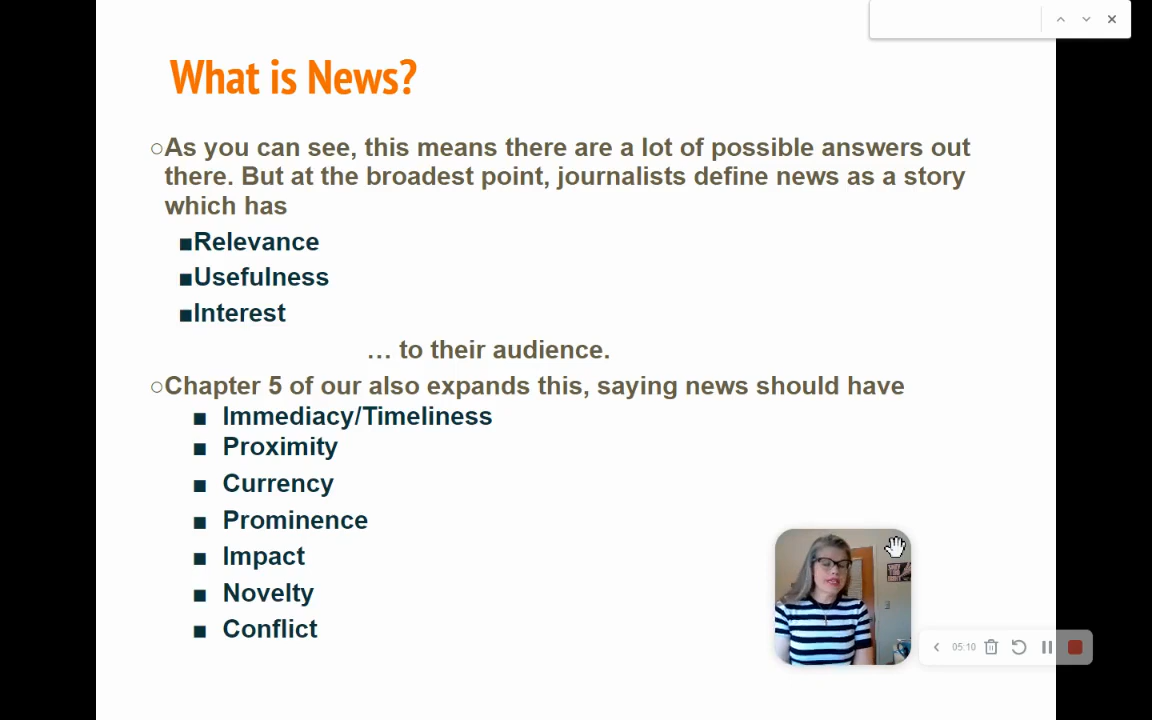 What is News?
○As you can see, this means there are a lot of possible answers out
there. But at the broadest point, journalists define news as a story
which has
■Relevance
■Usefulness
■Interest
… to their audience.
○Chapter 5 of our also expands this, saying news should have
■ Immediacy/Timeliness
■ Proximity
■ Currency
■ Prominence
■ Impact
■ Novelty
■ Conflict
05:10